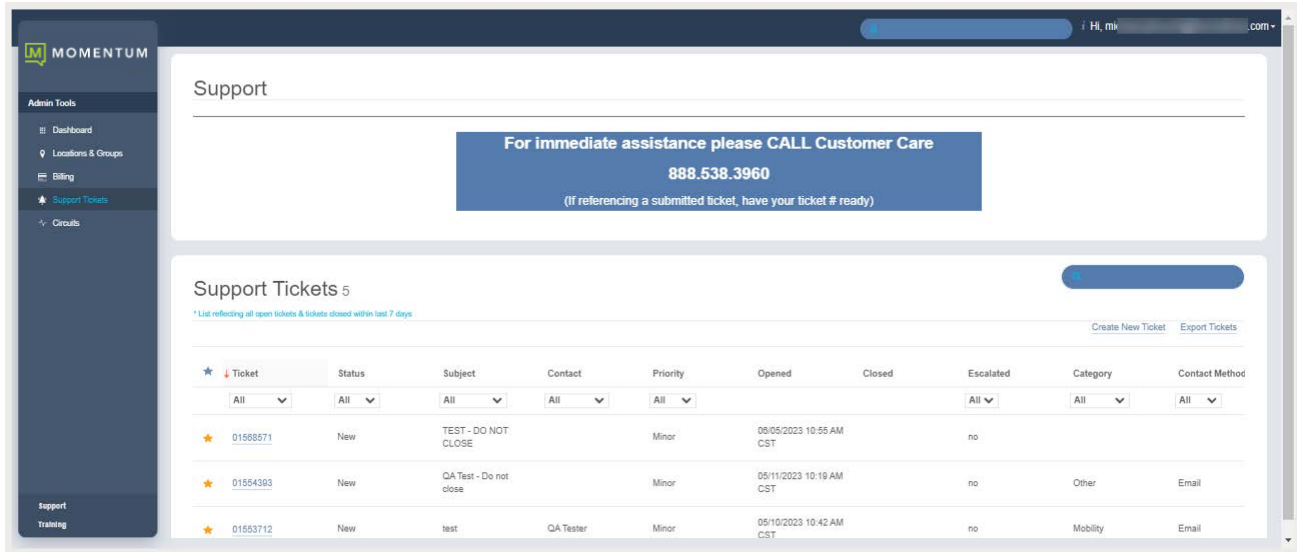 Hi, mi .com
M MOMENTUM
Admin Tools
Dashboard
Locations & Groups
Billing
Support Tickets
Circuits
Support
Training
Support
For immediate assistance please CALL Customer Care
888.538.3960
(If referencing a submitted ticket, have your ticket # ready)
Support Tickets 5
* List reflecting all open tickets & tickets closed within last 7 days
Create New Ticket Export Tickets
Ticket Status Subject Contact Priority Opened Closed Escalated Category Contact Method
All All All All All All All All
01568571 New TEST - DO NOT CLOSE Minor 06/05/2023 10:55 AM CST no
01554393 New QA Test - Do not close Minor 05/11/2023 10:19 AM CST no Other Email
01553712 New test QA Tester Minor 05/10/2023 10:42 AM CST no Mobility Email